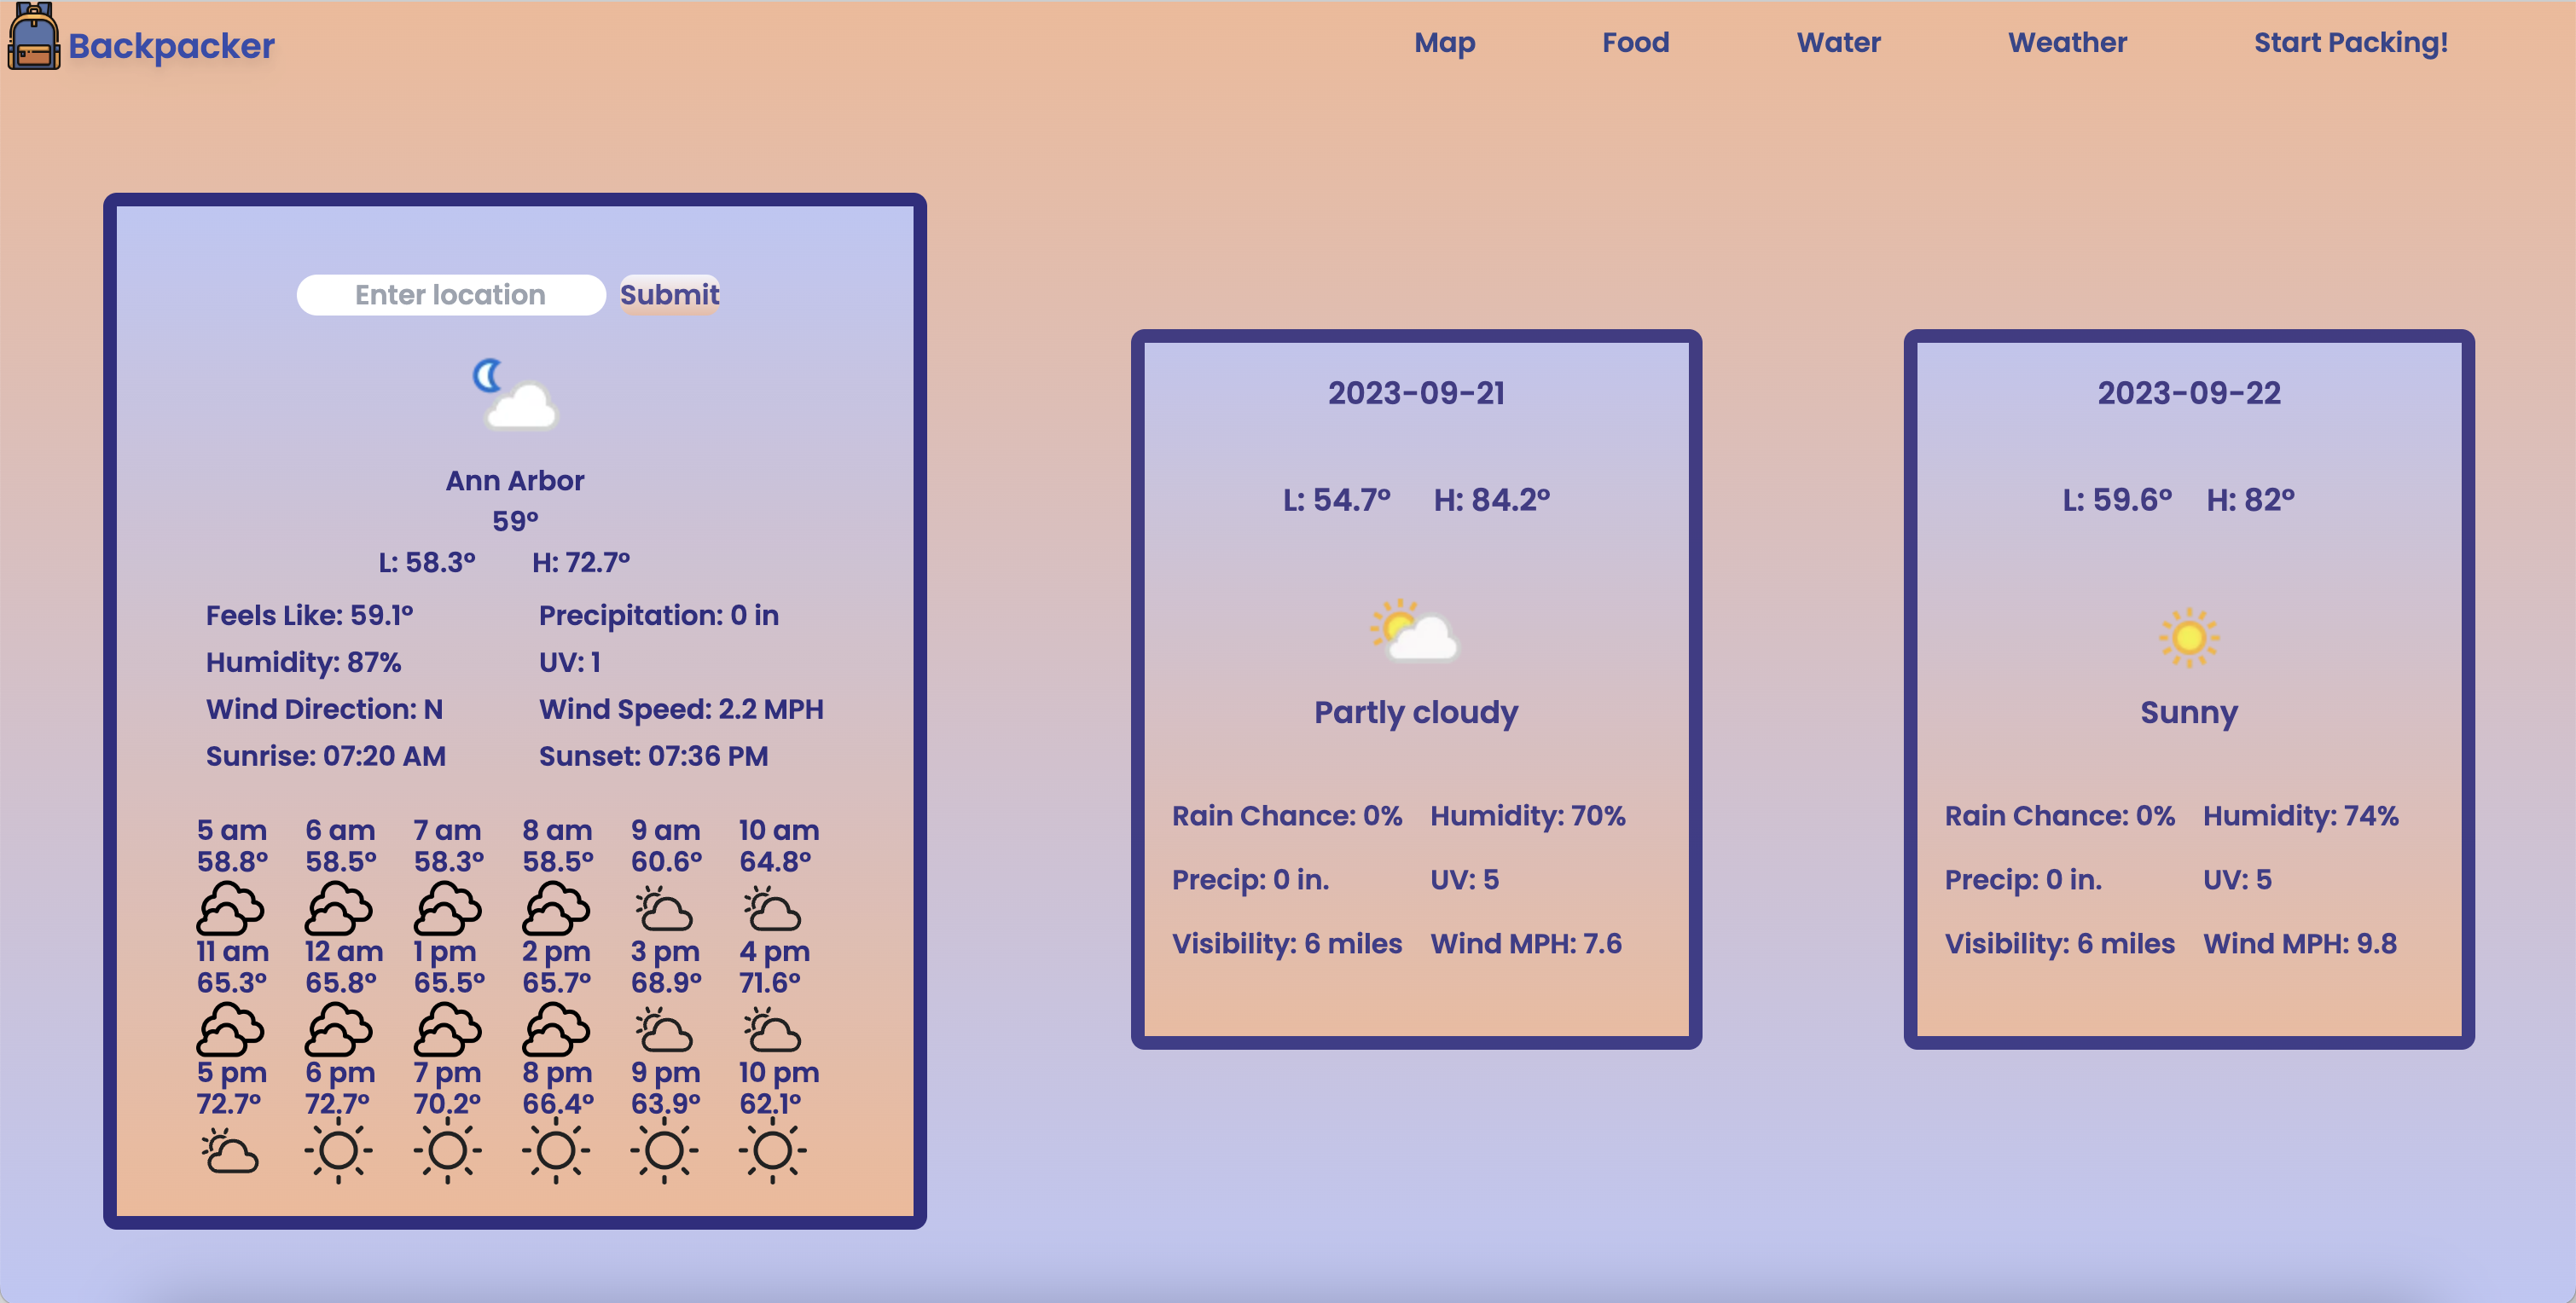 Backpacker
Map Food Water Weather Start Packing!
Enter location Submit
Ann Arbor
59°
L: 58.3° H: 72.7°
Feels Like: 59.1° Precipitation: 0 in
Humidity: 87% UV: 1
Wind Direction: N Wind Speed: 2.2 MPH
Sunrise: 07:20 AM Sunset: 07:36 PM
5 am 6 am 7 am 8 am 9 am 10 am
58.8° 58.5° 58.3° 58.5° 60.6° 64.8°
11 am 12 am 1 pm 2 pm 3 pm 4 pm
65.3° 65.8° 65.5° 65.7° 68.9° 71.6°
5 pm 6 pm 7 pm 8 pm 9 pm 10 pm
72.7° 72.7° 70.2° 66.4° 63.9° 62.1°
2023-09-21
L: 54.7° H: 84.2°
Partly cloudy
Rain Chance: 0% Humidity: 70%
Precip: 0 in. UV: 5
Visibility: 6 miles Wind MPH: 7.6
2023-09-22
L: 59.6° H: 82°
Sunny
Rain Chance: 0% Humidity: 74%
Precip: 0 in. UV: 5
Visibility: 6 miles Wind MPH: 9.8